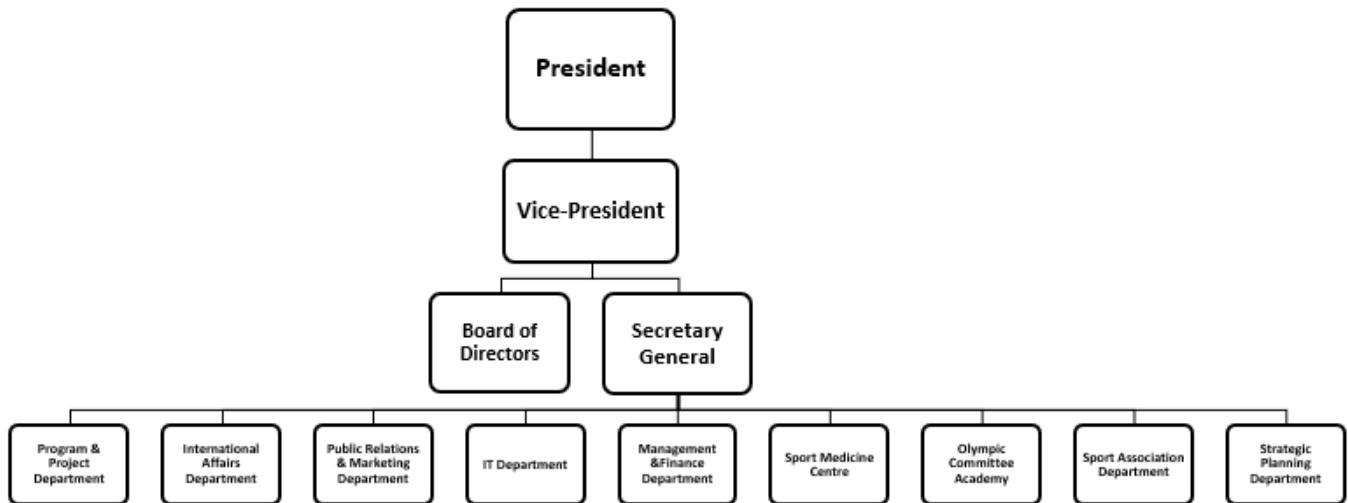 President
Vice-President
Board of
Directors
Secretary
General
Program &
Project
Department
International
Affairs
Department
Public Relations
& Marketing
Department
IT Department
Management
&Finance
Department
Sport Medicine
Centre
Olympic
Committee
Academy
Sport Association
Department
Strategic
Planning
Department